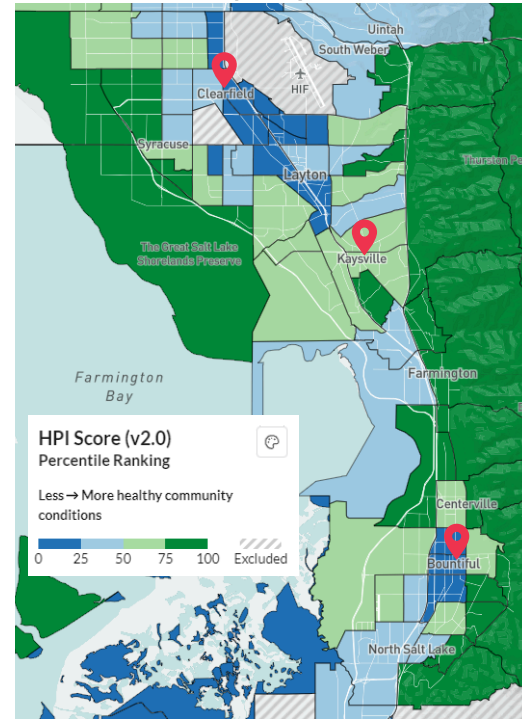 Uintah
South Weber
Clearfield
HIF
Syracuse
Layton
Thurston Pe
The Great Salt Lake
Shorelands Preserve
Kaysville
Farmington
Bay
Farmington
HPI Score (v2.0)
Percentile Ranking
Less → More healthy community
conditions
0 25 50 75 100 Excluded
Centerville
Bountiful
North Salt Lake